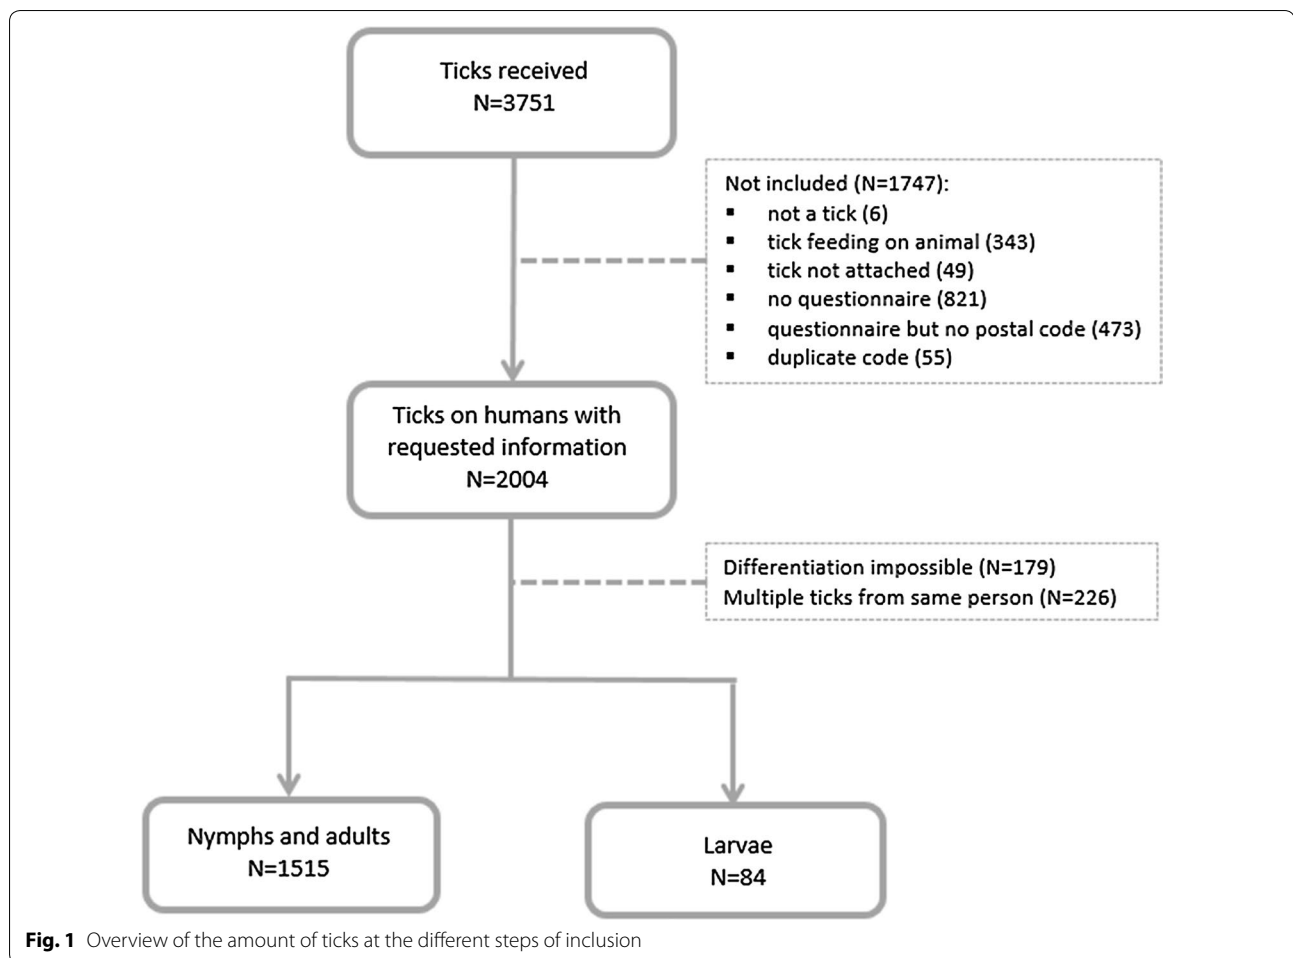 Ticks received
N=3751
Not included (N=1747):
▪ not a tick (6)
▪ tick feeding on animal (343)
▪ tick not attached (49)
▪ no questionnaire (821)
▪ questionnaire but no postal code (473)
▪ duplicate code (55)
Ticks on humans with
requested information
N=2004
Differentiation impossible (N=179)
Multiple ticks from same person (N=226)
Nymphs and adults
N=1515
Larvae
N=84
Fig. 1 Overview of the amount of ticks at the different steps of inclusion